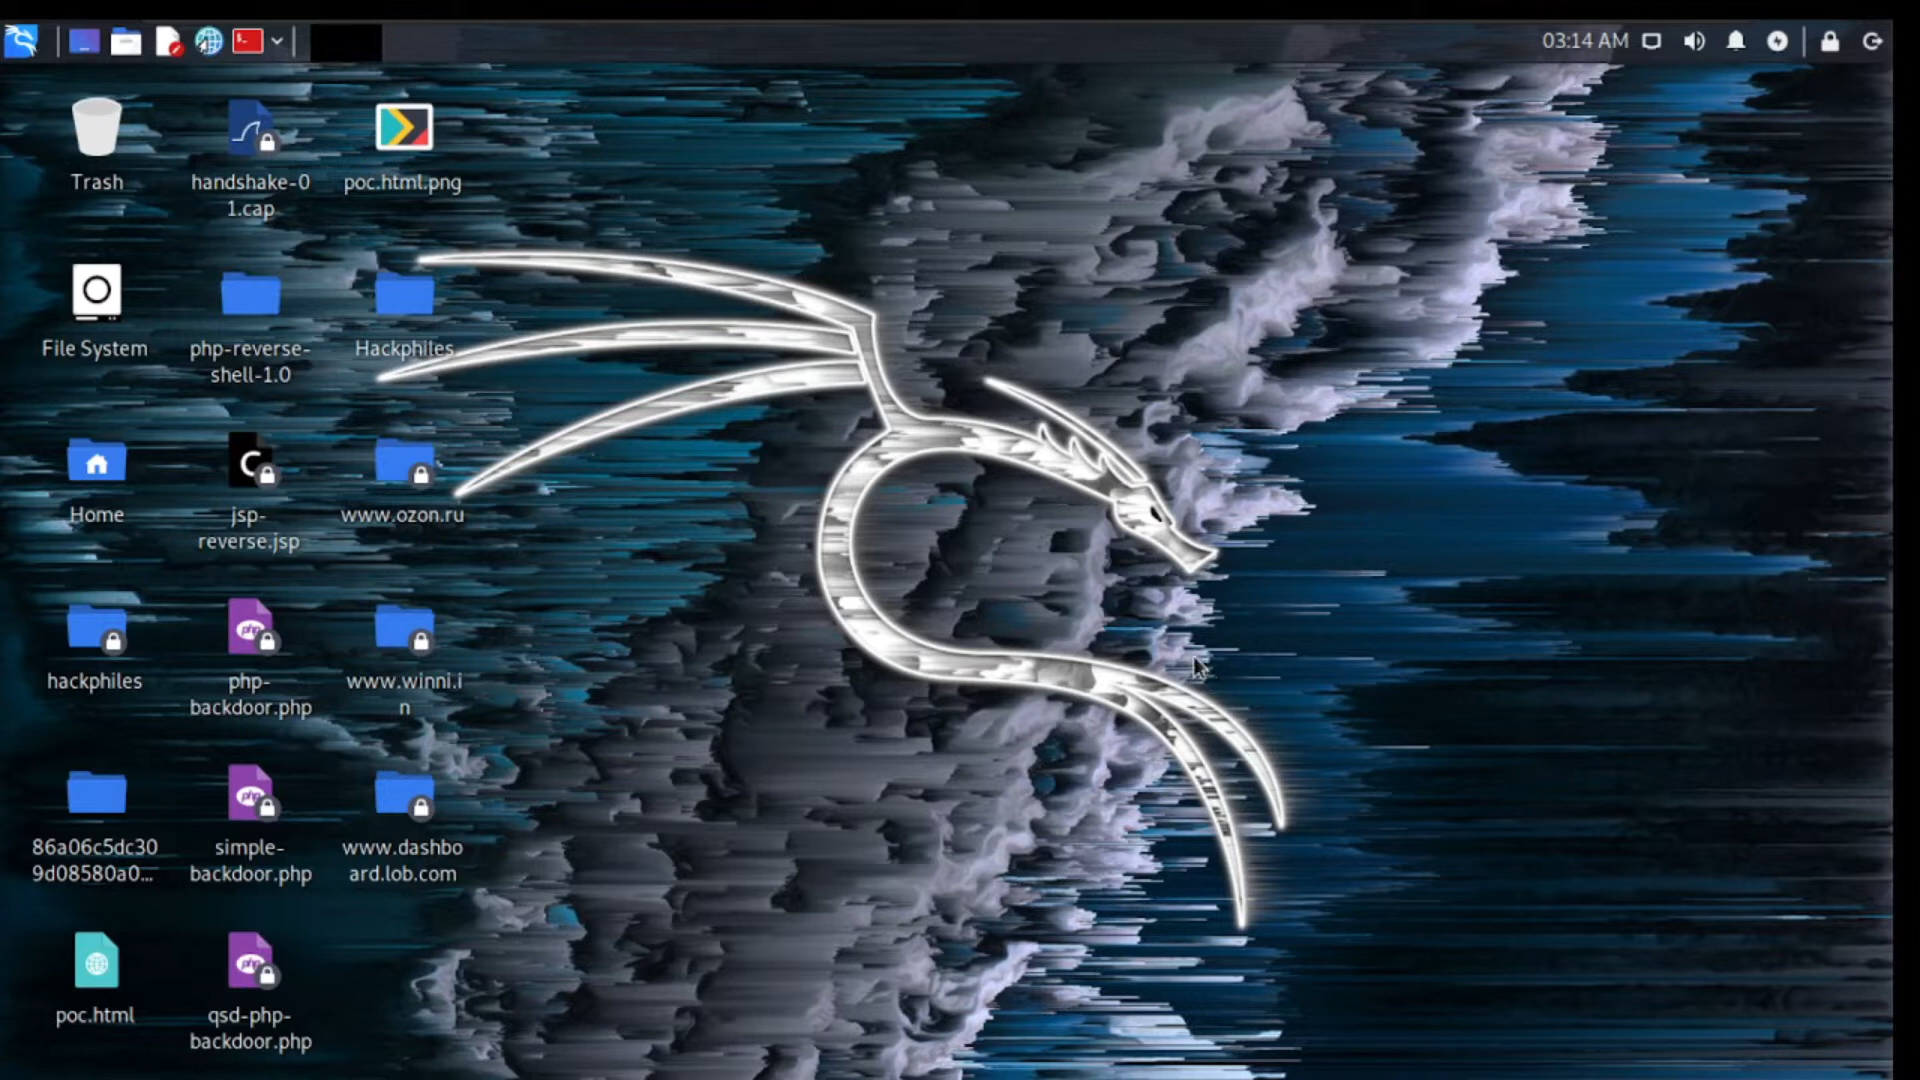 03:14 AM
Trash
handshake-0
1.cap
poc.html.png
File System
php-reverse-
shell-1.0
Hackphiles
Home
jsp-
reverse.jsp
www.ozon.ru
hackphiles
php-
backdoor.php
www.winni.i
n
86a06c5dc30
9d08580a0...
simple-
backdoor.php
www.dashbo
ard.lob.com
poc.html
qsd-php-
backdoor.php